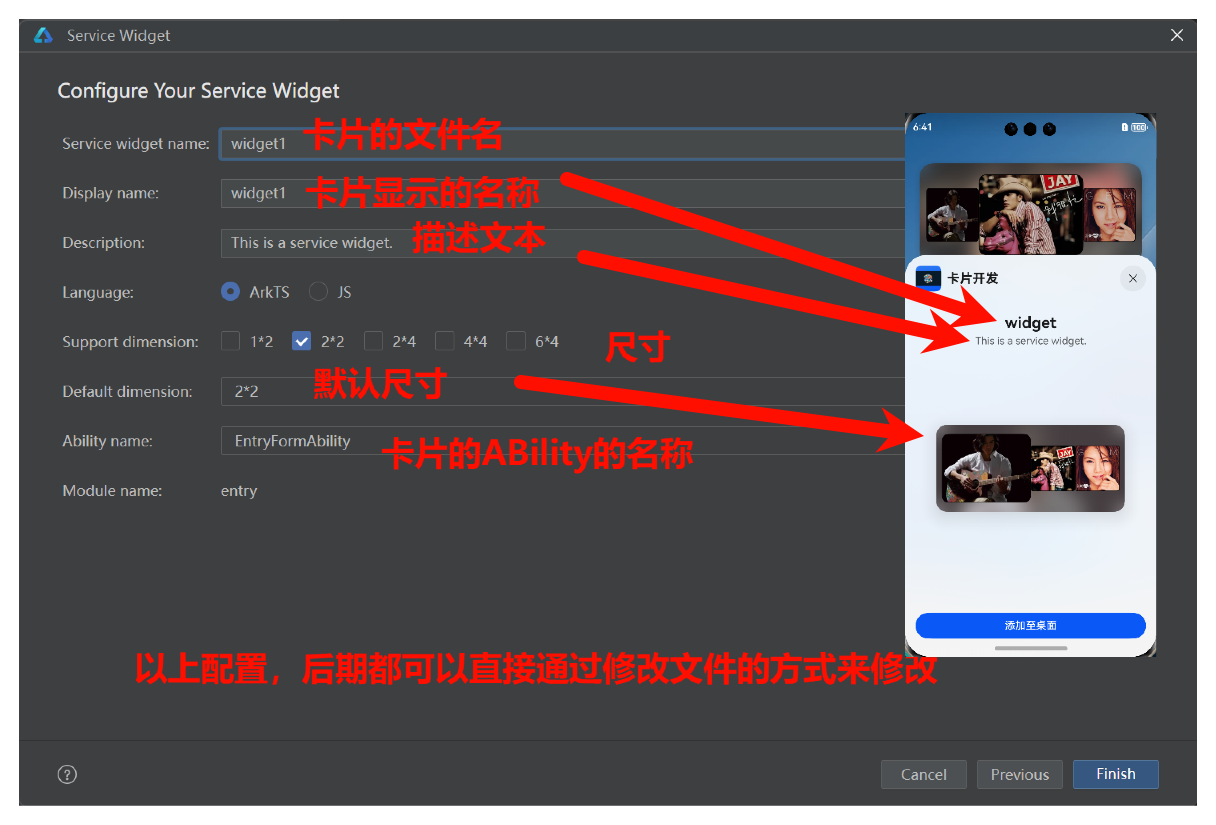 Service Widget
Configure Your Service Widget
Service widget name: widget1 卡片的文件名
Display name: widget1 卡片显示的名称
Description: This is a service widget. 描述文本
Language: ArkTS JS
Support dimension: 1*2 2*2 2*4 4*4 6*4 尺寸
Default dimension: 2*2 默认尺寸
Ability name: EntryFormAbility 卡片的ABility的名称
Module name: entry
6:41 100
JAY
卡片开发
widget
This is a service widget.
JAY
添加至桌面
以上配置，后期都可以直接通过修改文件的方式来修改
? Cancel Previous Finish